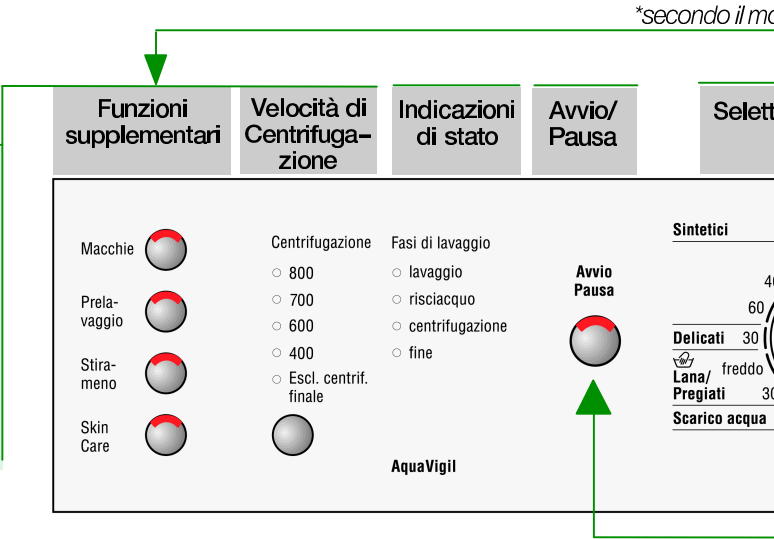 *secondo il mo
Funzioni
supplementari
Velocità di
Centrifuga–
zione
Indicazioni
di stato
Avvio/
Pausa
Selett
Macchie
Prela-
vaggio
Stira-
meno
Skin
Care
Centrifugazione
800
700
600
400
Escl. centrif.
finale
Fasi di lavaggio
lavaggio
risciacquo
centrifugazione
fine
AquaVigil
Avvio
Pausa
Sintetici
40
60
Delicati 30
Lana/ freddo
Pregiati 30
Scarico acqua